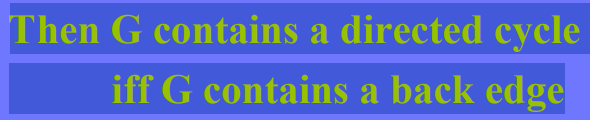 Then G contains a directed cycle
iff G contains a back edge